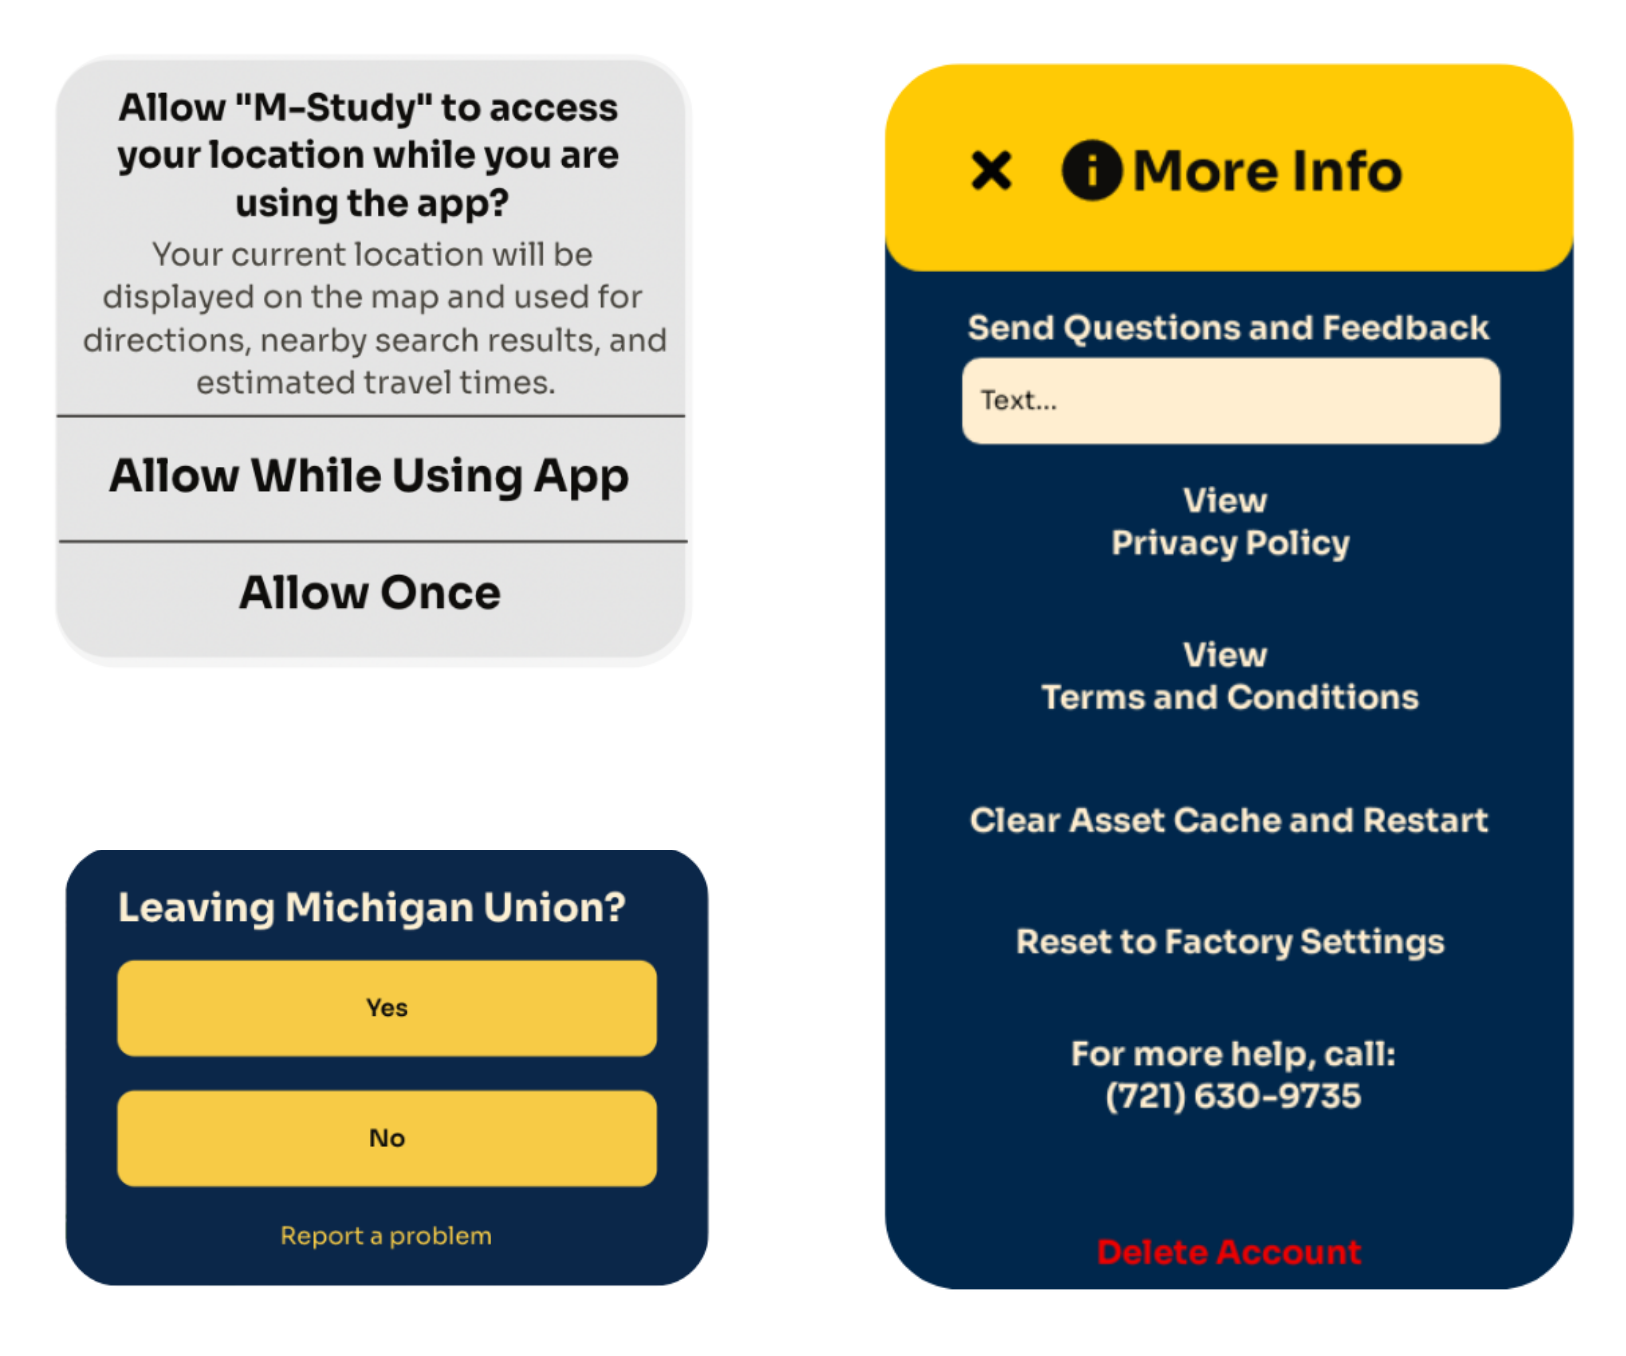 Allow "M-Study" to access
your location while you are
using the app?
Your current location will be
displayed on the map and used for
directions, nearby search results, and
estimated travel times.
Allow While Using App
Allow Once
Leaving Michigan Union?
Yes
No
Report a problem
More Info
Send Questions and Feedback
Text...
View
Privacy Policy
View
Terms and Conditions
Clear Asset Cache and Restart
Reset to Factory Settings
For more help, call:
(721) 630-9735
Delete Account